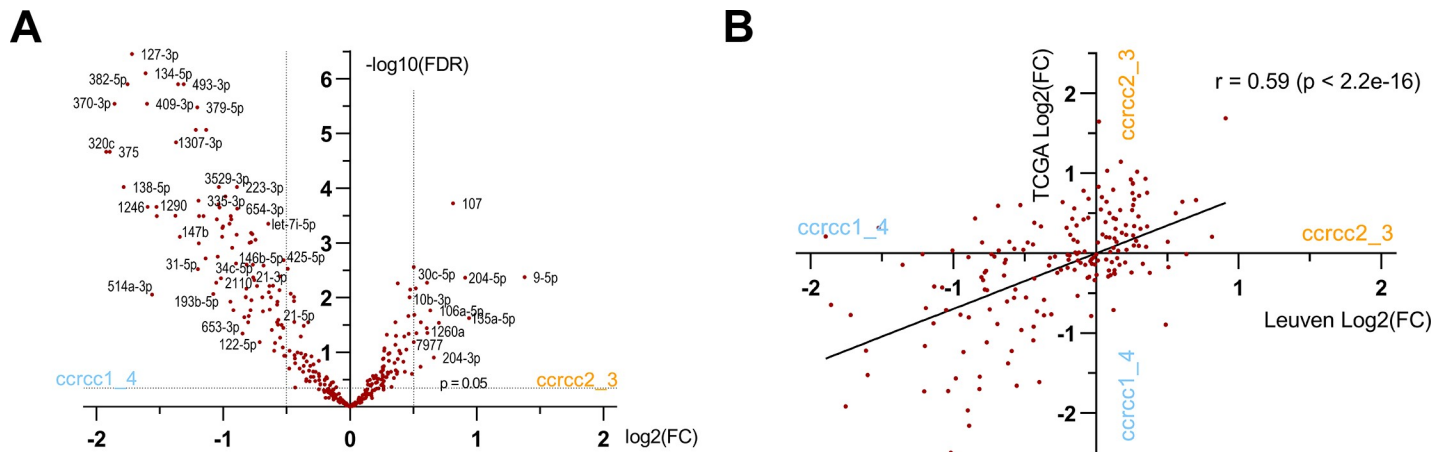 A
B
127-3p
-log10(FDR)
134-5p
382-5p
493-3p
6
370-3p
409-3p
379-5p
5
1307-3p
320c
375
3529-3p
138-5p
223-3p
4
335-3p
1246
1290
654-3p
107
let-7i-5p
147b
3
146b-5p
425-5p
31-5p
34c-5p
30c-5p
204-5p
9-5p
2110
21-3p
514a-3p
193b-5p
2
10b-3p
21-5p
106a-5p
135a-5p
653-3p
1260a
122-5p
7977
1
204-3p
ccrcc1_4
p = 0.05
ccrcc2_3
-2
-1
0
1
2
log2(FC)
TCGA Log2(FC)
ccrcc2_3
r = 0.59 (p < 2.2e-16)
2
1
ccrcc1_4
ccrcc2_3
-2
-1
1
2
Leuven Log2(FC)
-1
ccrcc1_4
-2